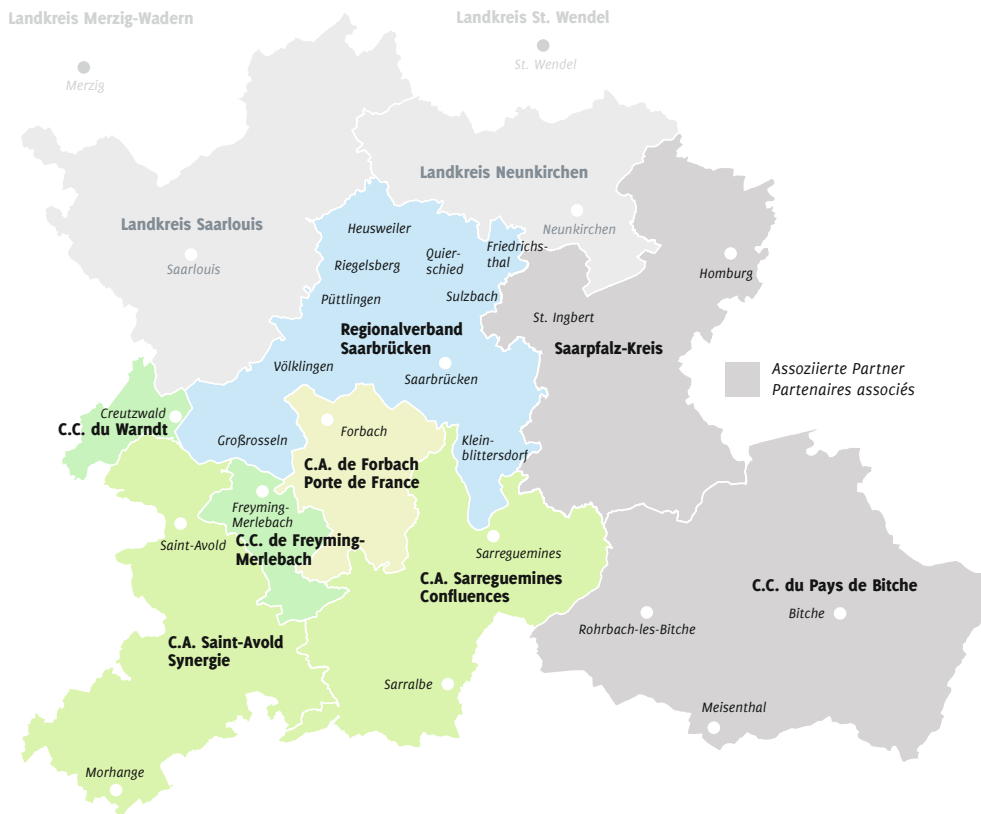 Landkreis Merzig-Wadern
Landkreis St. Wendel
Merzig
St. Wendel
Landkreis Neunkirchen
Landkreis Saarlouis
Neunkirchen
Saarlouis
Heusweiler
Quier-
schied
Friedrichs-
thal
Riegelsberg
Homburg
Püttlingen
Sulzbach
St. Ingbert
Regionalverband
Saarbrücken
Saarpfalz-Kreis
Völklingen
Saarbrücken
Assoziierte Partner
Partenaires associés
Creutzwald
C.C. du Warndt
Großrosseln
Forbach
Klein-
blittersdorf
C.A. de Forbach
Porte de France
Freyming-
Merlebach
Saint-Avold
C.C. de Freyming-
Merlebach
Sarreguemines
C.A. Sarreguemines
Confluences
C.C. du Pays de Bitche
Bitche
Rohrbach-les-Bitche
C.A. Saint-Avold
Synergie
Sarralbe
Meisenthal
Morhange